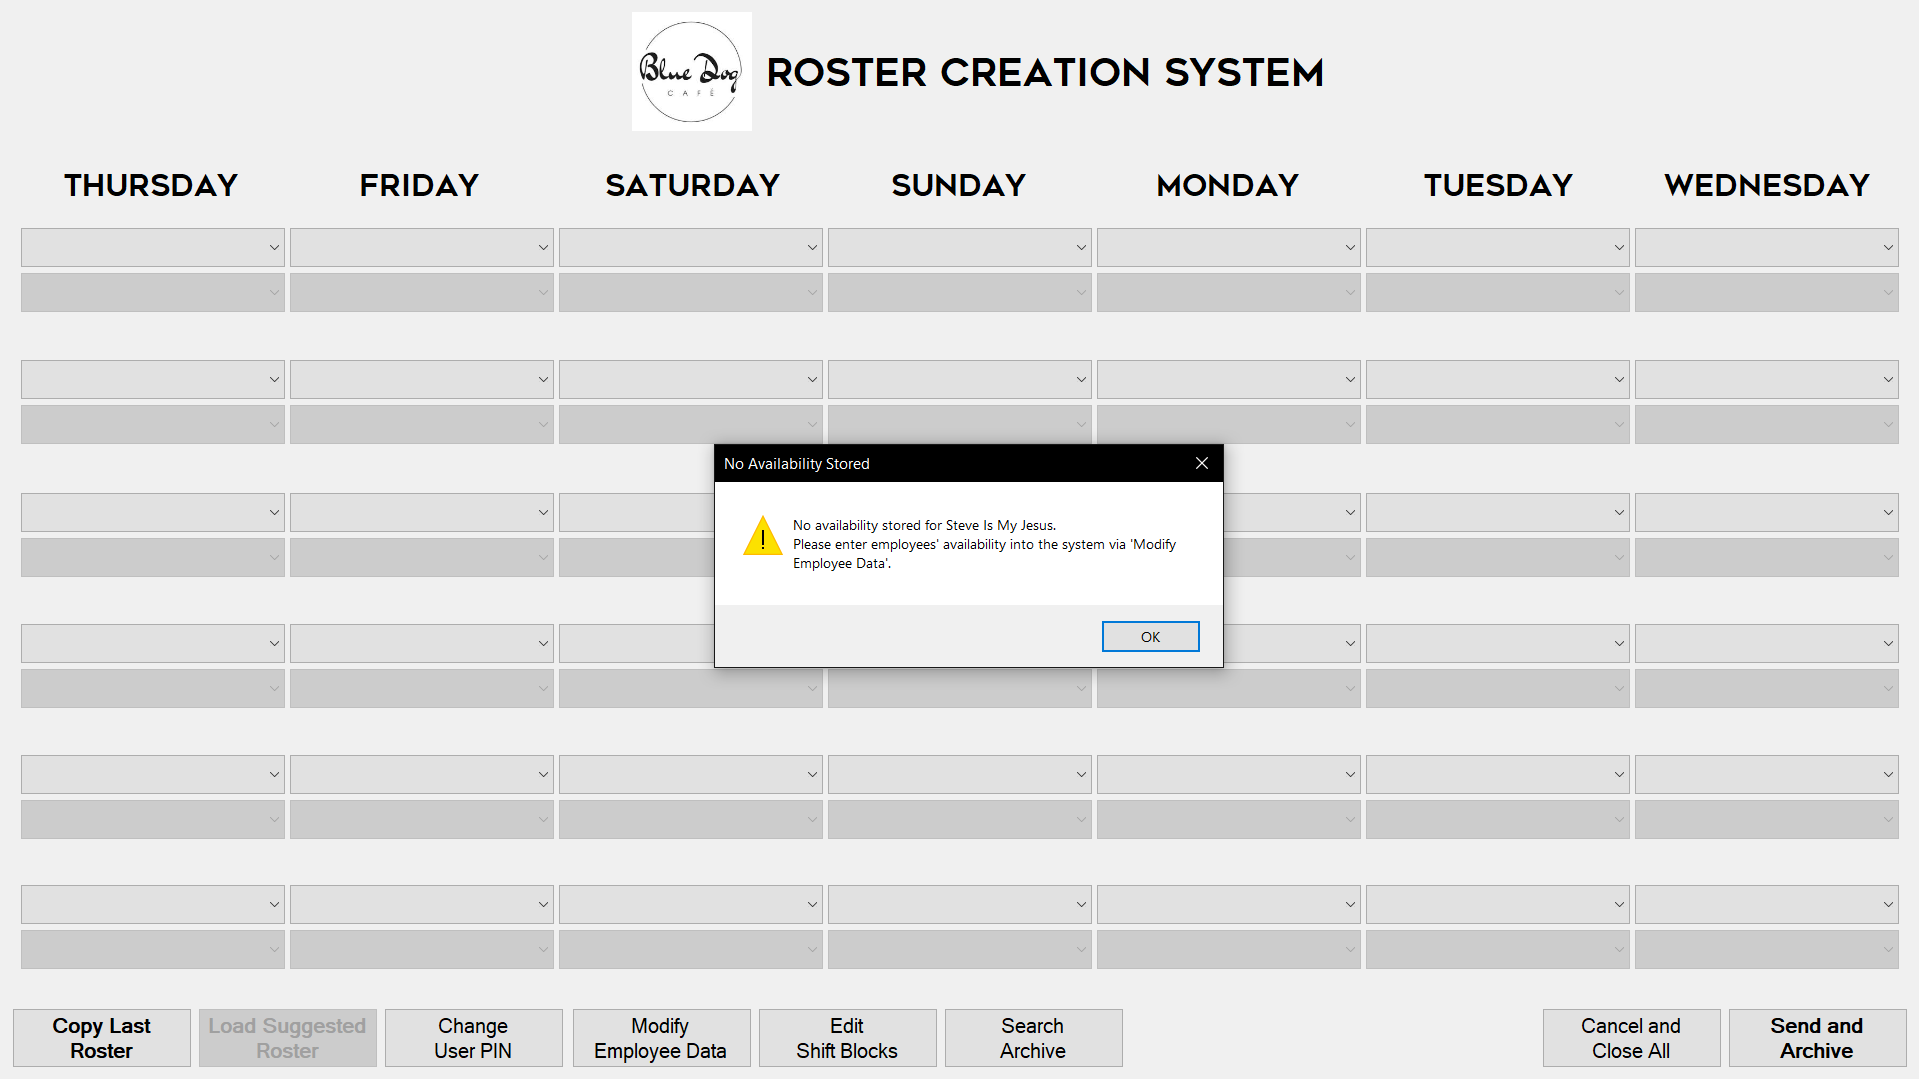 Blue Dog
CAFÉ
ROSTER CREATION SYSTEM
THURSDAY
FRIDAY
SATURDAY
SUNDAY
MONDAY
TUESDAY
WEDNESDAY
No Availability Stored
No availability stored for Steve Is My Jesus.
Please enter employees' availability into the system via 'Modify
Employee Data'.
OK
Copy Last
Roster
Load Suggested
Roster
Change
User PIN
Modify
Employee Data
Edit
Shift Blocks
Search
Archive
Cancel and
Close All
Send and
Archive